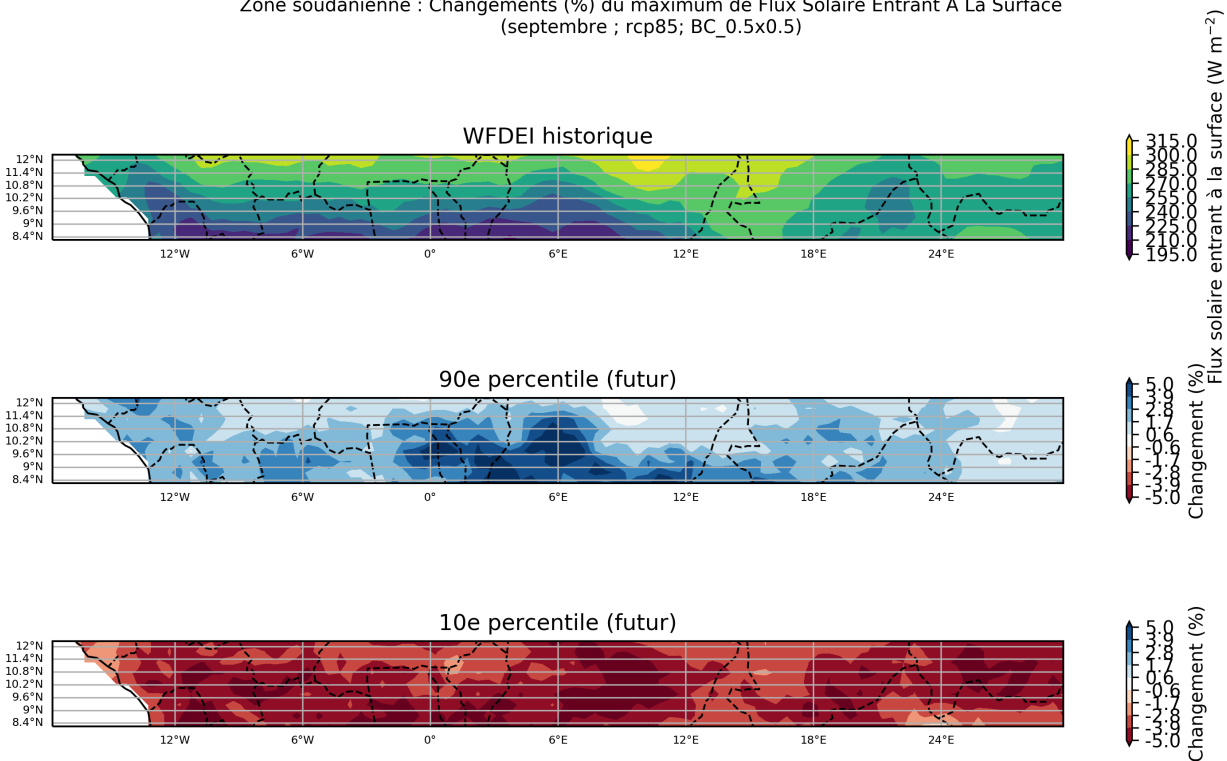 Zone soudanienne : Changements (%) du maximum de Flux Solaire Entrant A La Surface
(septembre ; rcp85; BC_0.5x0.5)
WFDEI historique
12°N
11.4°N
10.8°N
10.2°N
9.6°N
9°N
8.4°N
12°W 6°W 0° 6°E 12°E 18°E 24°E
315.0
300.0
285.0
270.0
255.0
240.0
225.0
210.0
195.0
Flux solaire entrant à la surface (W m⁻²)
90e percentile (futur)
12°N
11.4°N
10.8°N
10.2°N
9.6°N
9°N
8.4°N
12°W 6°W 0° 6°E 12°E 18°E 24°E
5.0
3.9
2.8
1.7
0.6
-0.6
-1.7
-2.8
-3.9
-5.0
Changement (%)
10e percentile (futur)
12°N
11.4°N
10.8°N
10.2°N
9.6°N
9°N
8.4°N
12°W 6°W 0° 6°E 12°E 18°E 24°E
5.0
3.9
2.8
1.7
0.6
-0.6
-1.7
-2.8
-3.8
-5.0
Changement (%)